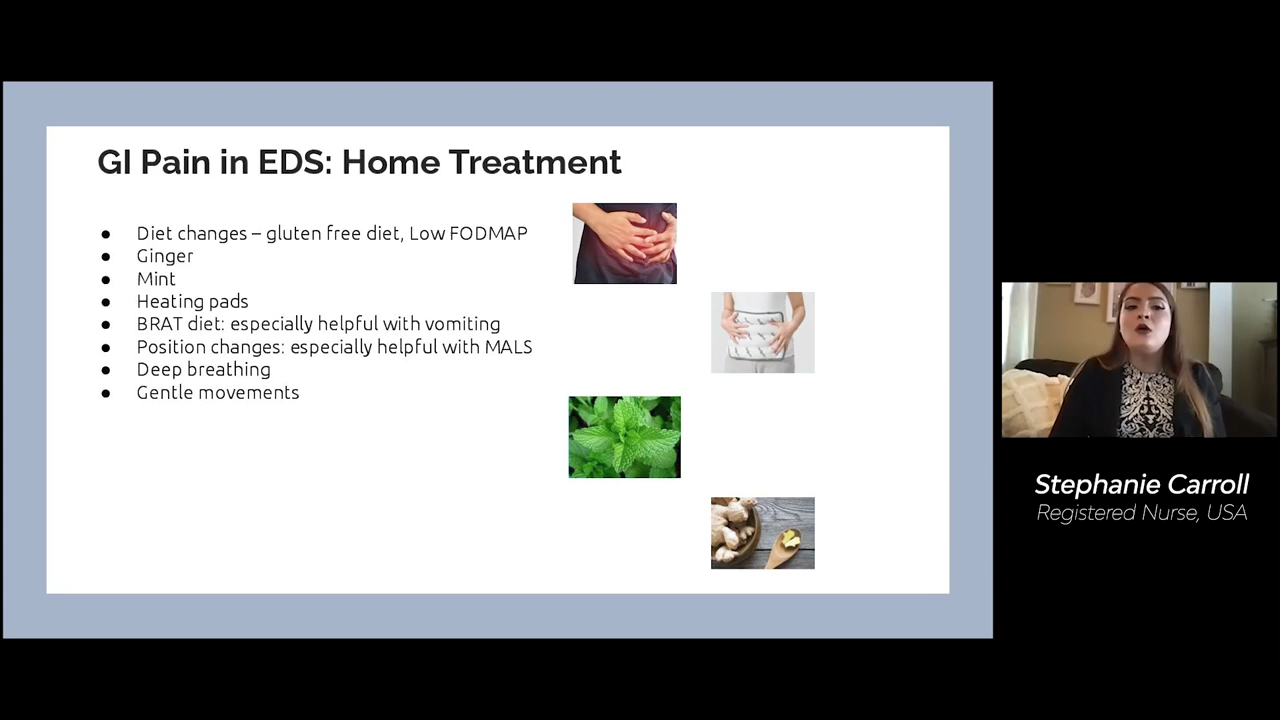 GI Pain in EDS: Home Treatment
● Diet changes – gluten free diet, Low FODMAP
● Ginger
● Mint
● Heating pads
● BRAT diet: especially helpful with vomiting
● Position changes: especially helpful with MALS
● Deep breathing
● Gentle movements
Stephanie Carroll
Registered Nurse, USA